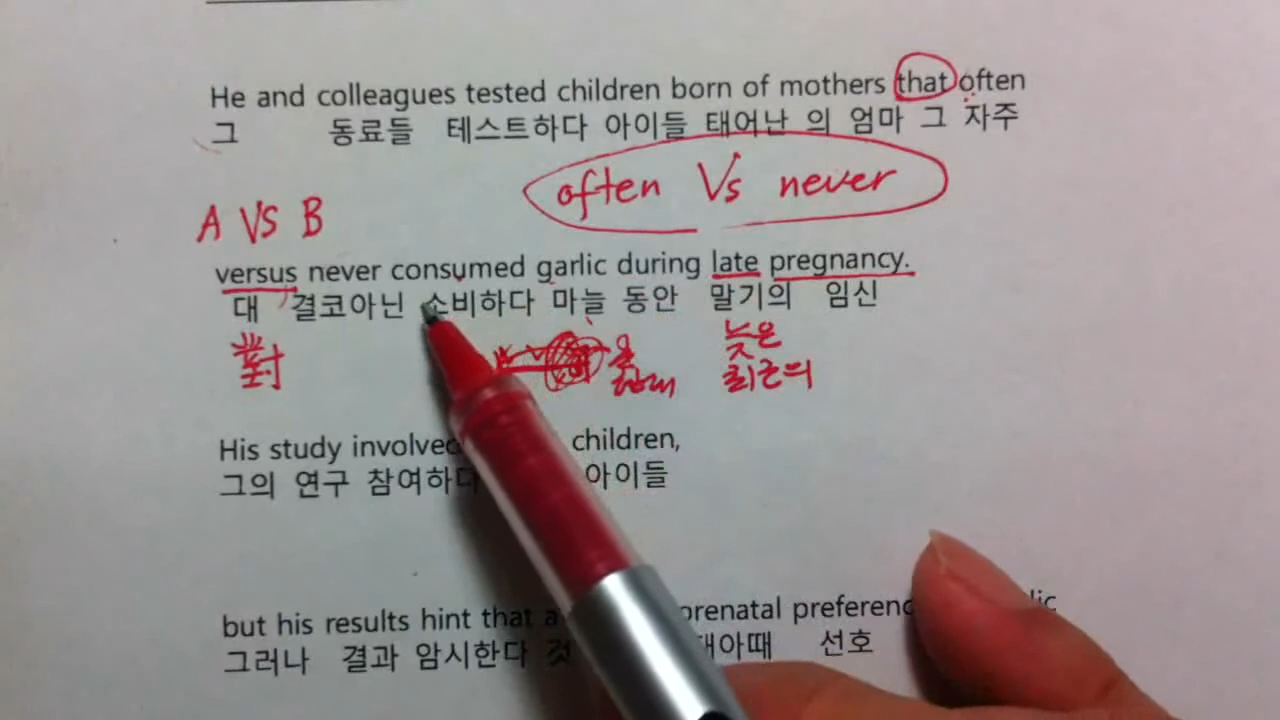 He and colleagues tested children born of mothers that often
그 동료들 테스트하다 아이들 태어난 의 엄마 그 자주
often Vs never
A VS B
versus never consumed garlic during late pregnancy.
대 결코아닌 소비하다 마늘 동안 말기의 임신
對 늦은
최근의
His study involved children,
그의 연구 참여하다 아이들
but his results hint that a prenatal
그러나 결과 암시한다 것 선호